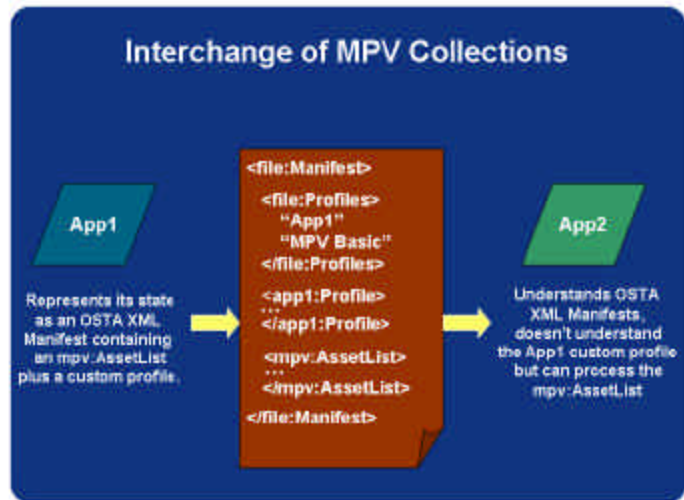 Interchange of MPV Collections
App1
Represents its state
as an OSTA XML
Manifest containing
an mpv:AssetList
plus a custom profile.
<file:Manifest>
<file:Profiles>
“App1”
“MPV Basic”
</file:Profiles>
<app1:Profile>
...
</app1:Profile>
<mpv:AssetList>
...
</mpv:AssetList>
</file:Manifest>
App2
Understands OSTA
XML Manifests,
doesn't understand
the App1 custom profile
but can process the
mpv:AssetList